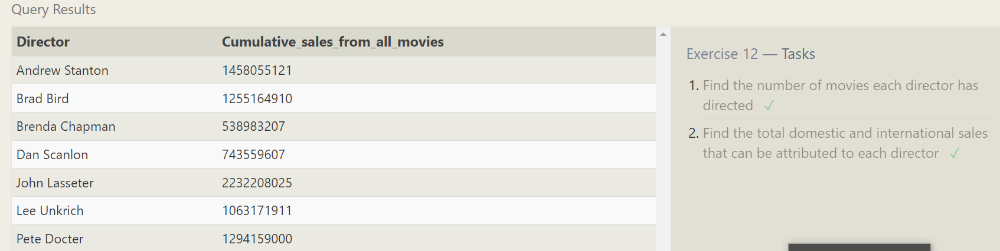 Query Results
Director Cumulative_sales_from_all_movies
Andrew Stanton 1458055121
Brad Bird 1255164910
Brenda Chapman 538983207
Dan Scanlon 743559607
John Lasseter 2232208025
Lee Unkrich 1063171911
Pete Docter 1294159000
Exercise 12 — Tasks
1. Find the number of movies each director has
directed ✓
2. Find the total domestic and international sales
that can be attributed to each director ✓